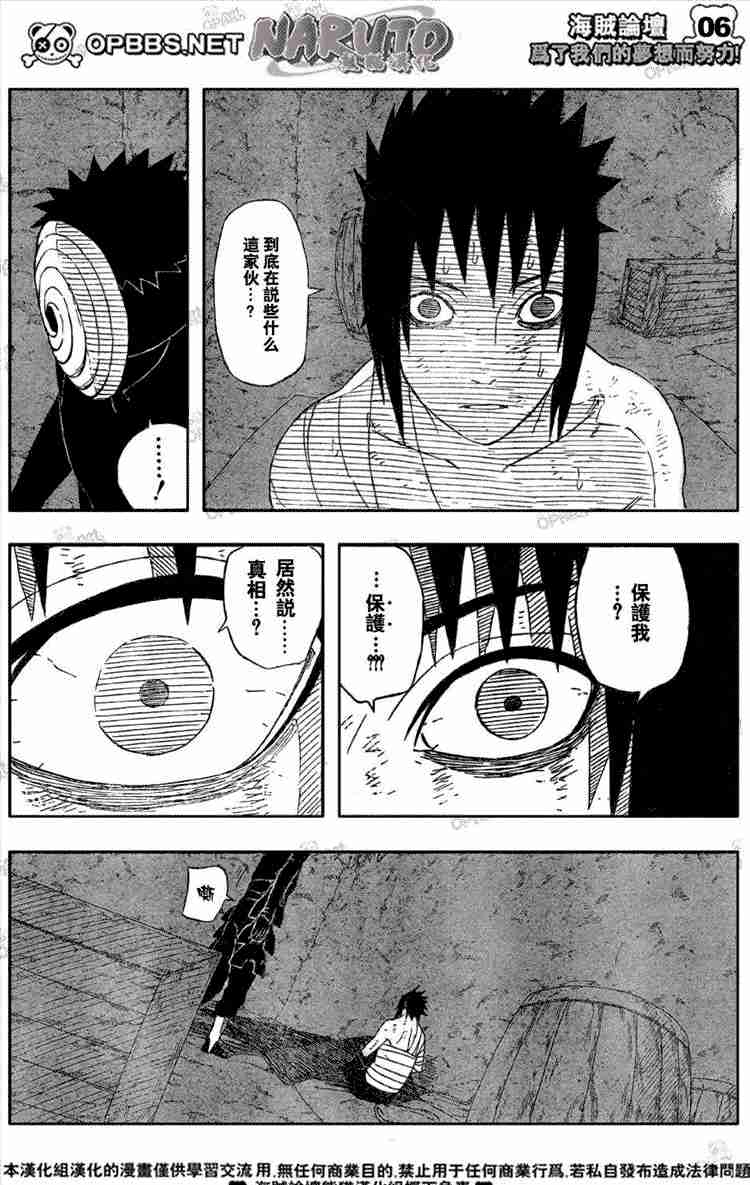 OPBBS.NET
NARUTO
海賊論壇
06
爲了我們的夢想而努力!
到底在説些什么
這家伙…?
……!
保護我
…?
…保護…???
居然説……
真相…?
嘶
本漢化組漢化的漫畫僅供學習交流用,無任何商業目的,禁止用于任何商業行爲,若私自發布造成法律問題